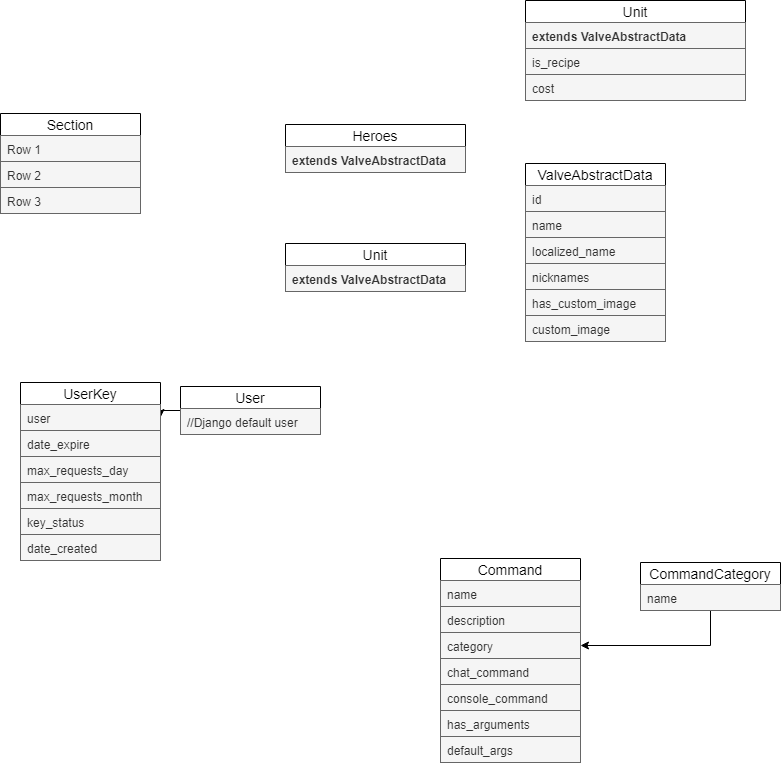 Unit
extends ValveAbstractData
is_recipe
cost
Section
Row 1
Row 2
Row 3
Heroes
extends ValveAbstractData
ValveAbstractData
id
name
localized_name
nicknames
has_custom_image
custom_image
Unit
extends ValveAbstractData
UserKey
user
date_expire
max_requests_day
max_requests_month
key_status
date_created
User
//Django default user
Command
name
description
category
chat_command
console_command
has_arguments
default_args
CommandCategory
name